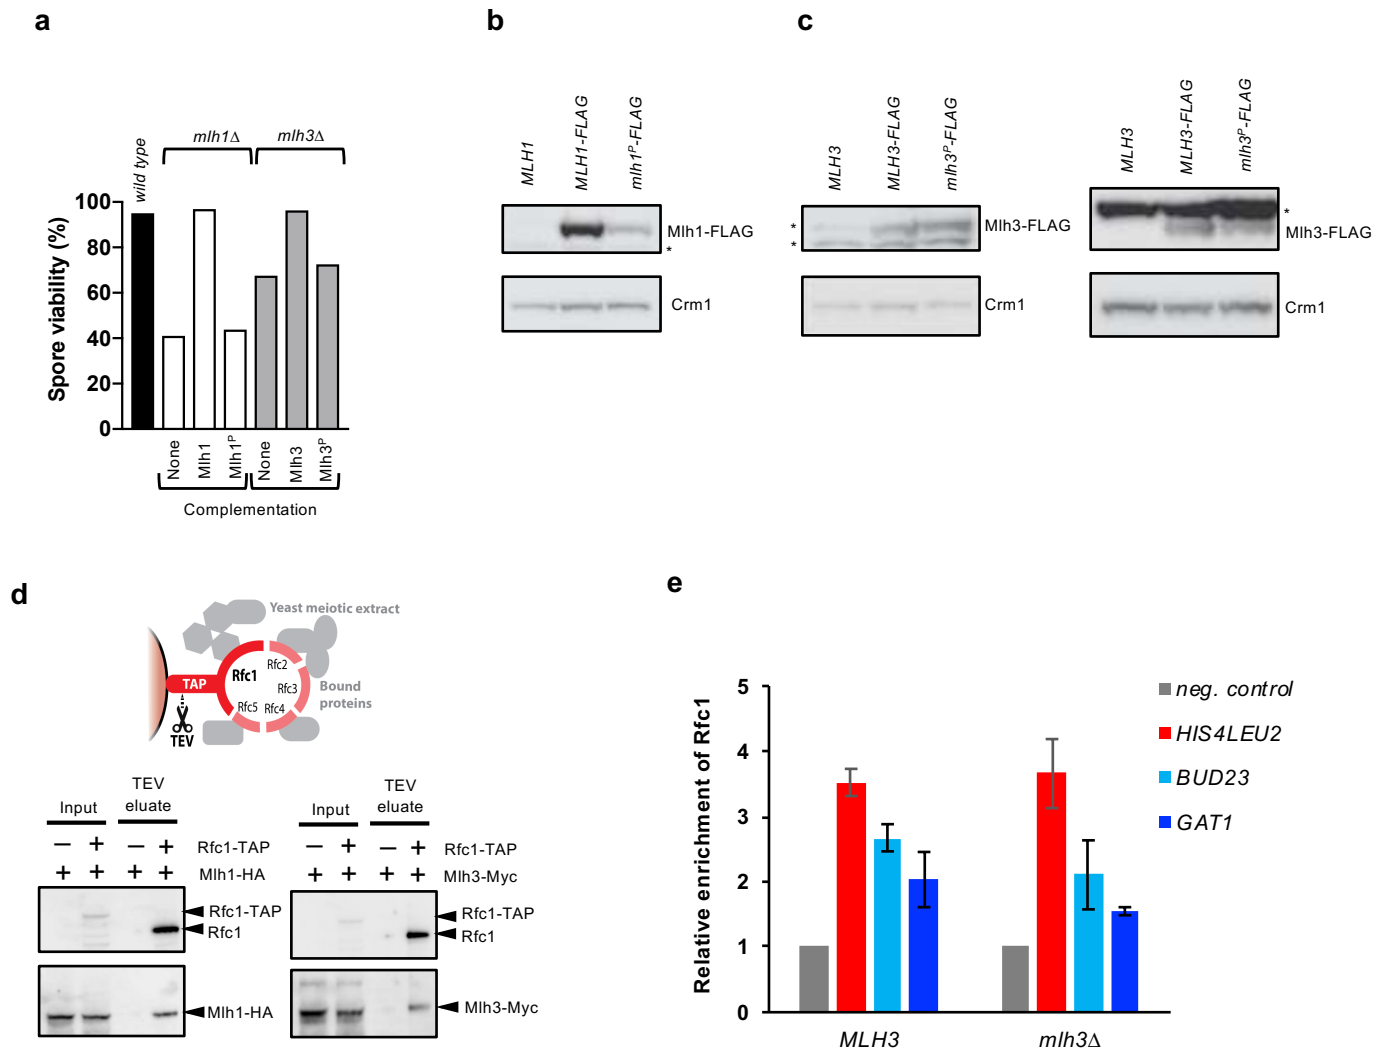 a
wild type
mlh1Δ
mlh3Δ
Spore viability (%)
100
80
60
40
20
0
None
Mlh1
Mlh1P
None
Mlh3
Mlh3P
Complementation
b
MLH1
MLH1-FLAG
mlh1P-FLAG
Mlh1-FLAG
*
Crm1
c
MLH3
MLH3-FLAG
mlh3P-FLAG
*
*
Mlh3-FLAG
Crm1
MLH3
MLH3-FLAG
mlh3P-FLAG
*
Mlh3-FLAG
Crm1
d
Yeast meiotic extract
TAP
Rfc1
Rfc2
Rfc3
Rfc4
Rfc5
Bound
proteins
TEV
Input
TEV
eluate
– + – + Rfc1-TAP
+ + + + Mlh1-HA
Rfc1-TAP
Rfc1
Mlh1-HA
Input
TEV
eluate
– + – + Rfc1-TAP
+ + + + Mlh3-Myc
Rfc1-TAP
Rfc1
Mlh3-Myc
e
Relative enrichment of Rfc1
5
4
3
2
1
0
MLH3
mlh3Δ
neg. control
HIS4LEU2
BUD23
GAT1